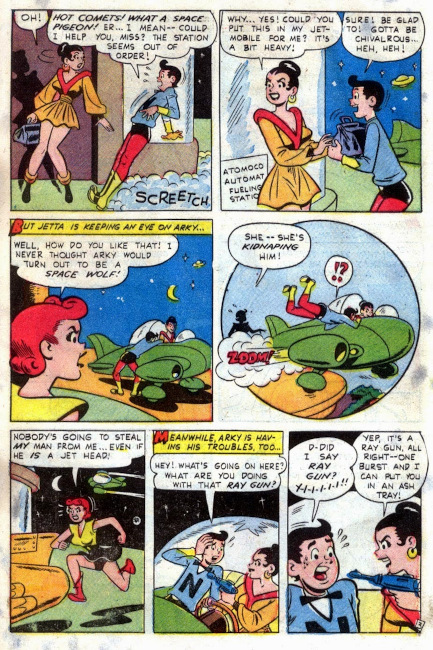 OH!
HOT COMETS! WHAT A SPACE
PIGEON! ER... I MEAN-- COULD
I HELP YOU, MISS? THE STATION
SEEMS OUT OF
ORDER!
SCREETCH
WHY... YES! COULD YOU
PUT THIS IN MY JET-
MOBILE FOR ME? IT'S
A BIT HEAVY!
SURE! BE GLAD
TO! GOTTA BE
CHIVALROUS...
HEH, HEH!
ATOMOCO
AUTOMAT
FUELING
STATIO
BUT JETTA IS KEEPING AN EYE ON ARKY...
WELL, HOW DO YOU LIKE THAT! I
NEVER THOUGHT ARKY WOULD
TURN OUT TO BE A
SPACE WOLF!
SHE -- SHE'S
KIDNAPING
HIM!
!?
ZOOM!
NOBODY'S GOING TO STEAL
MY MAN FROM ME... EVEN IF
HE IS A JET HEAD!
MEANWHILE, ARKY IS HAV-
ING HIS TROUBLES, TOO...
HEY! WHAT'S GOING ON HERE?
WHAT ARE YOU DOING
WITH THAT RAY GUN?
N
D-DID
I SAY
RAY
GUN?
YI-I-I-I-I!!
YEP, IT'S A
RAY GUN, ALL
RIGHT--ONE
BURST AND I
CAN PUT YOU
IN AN ASH
TRAY!